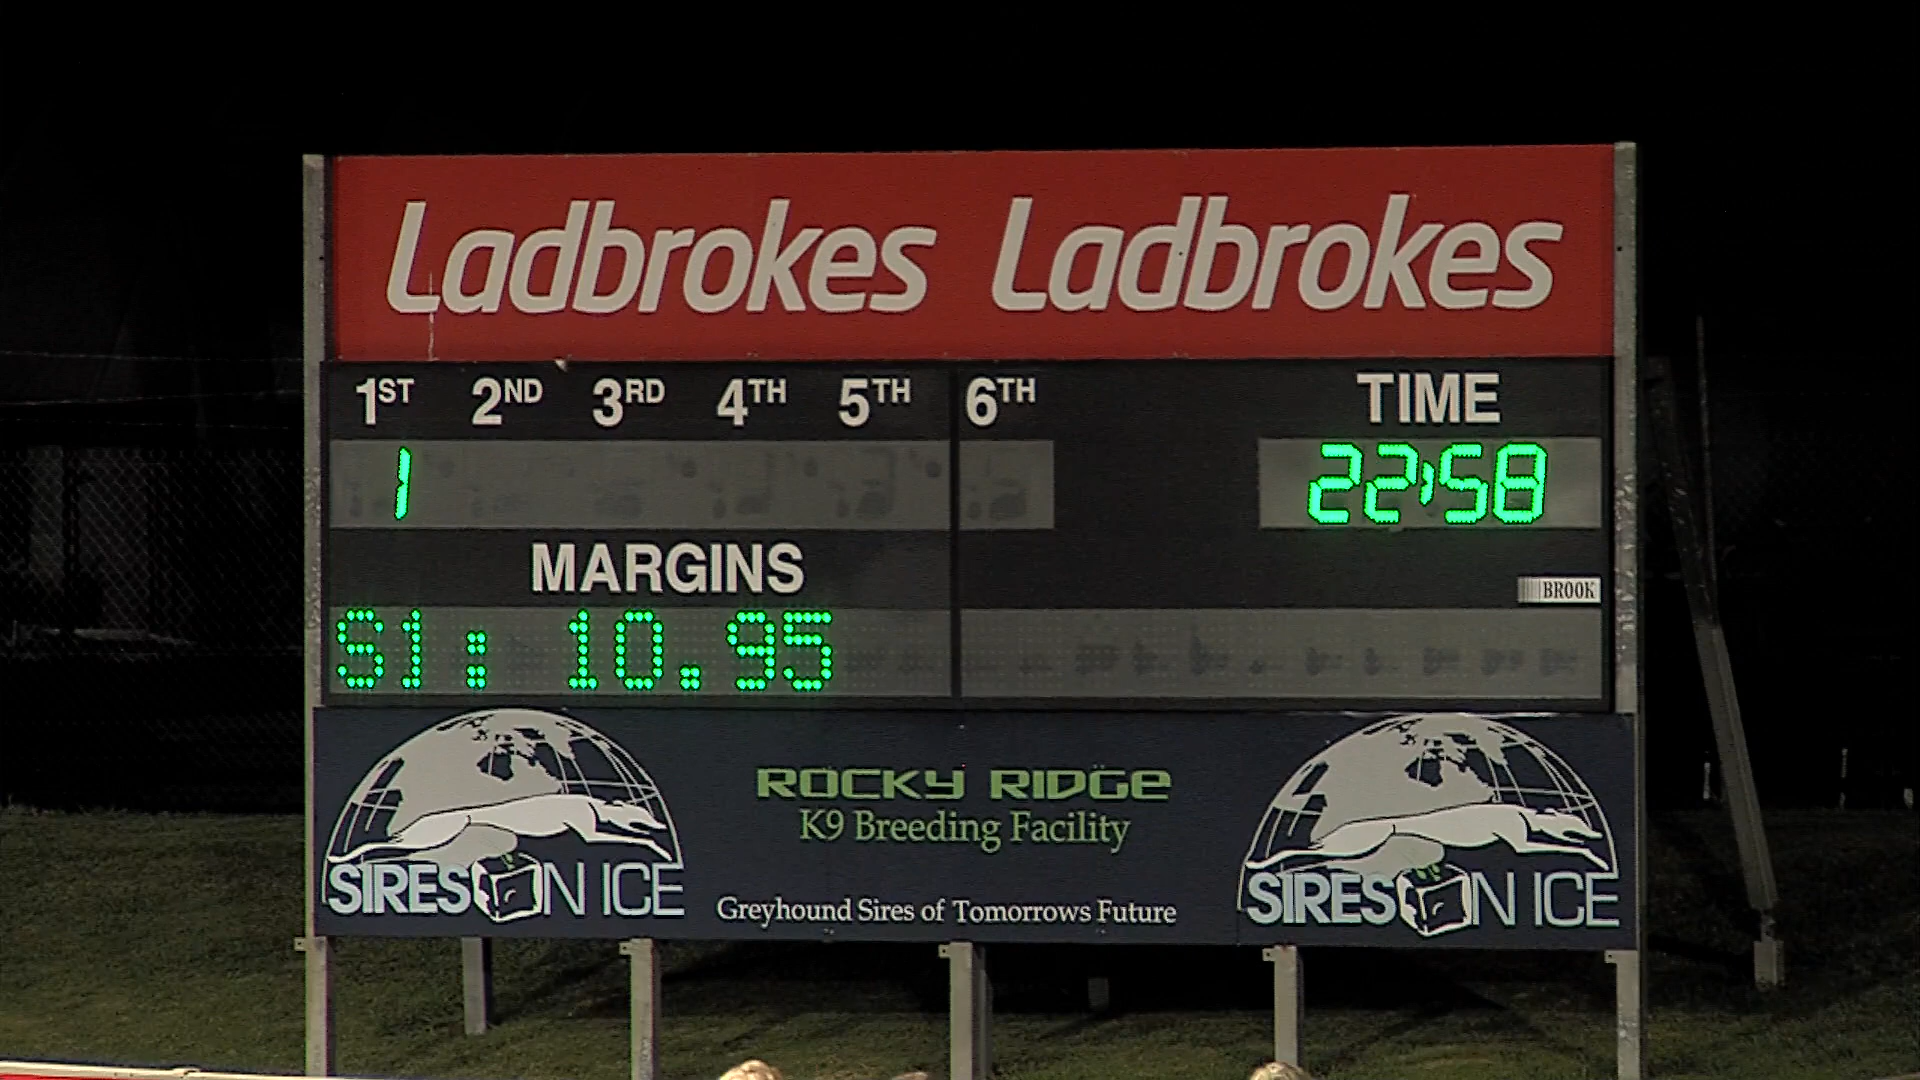 Ladbrokes Ladbrokes
1ST 2ND 3RD 4TH 5TH 6TH TIME
1 22:58
MARGINS
BROOK
S1: 10.95
ROCKY RIDGE
K9 Breeding Facility
SIRES ON ICE
Greyhound Sires of Tomorrows Future
SIRES ON ICE